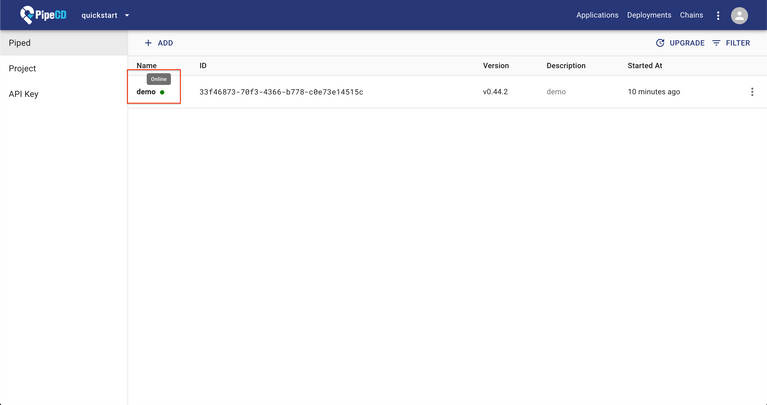 PipeCD quickstart Applications Deployments Chains
Piped
Project
API Key
ADD UPGRADE FILTER
Name ID Version Description Started At
Online
demo 33f46873-70f3-4366-b778-c0e73e14515c v0.44.2 demo 10 minutes ago